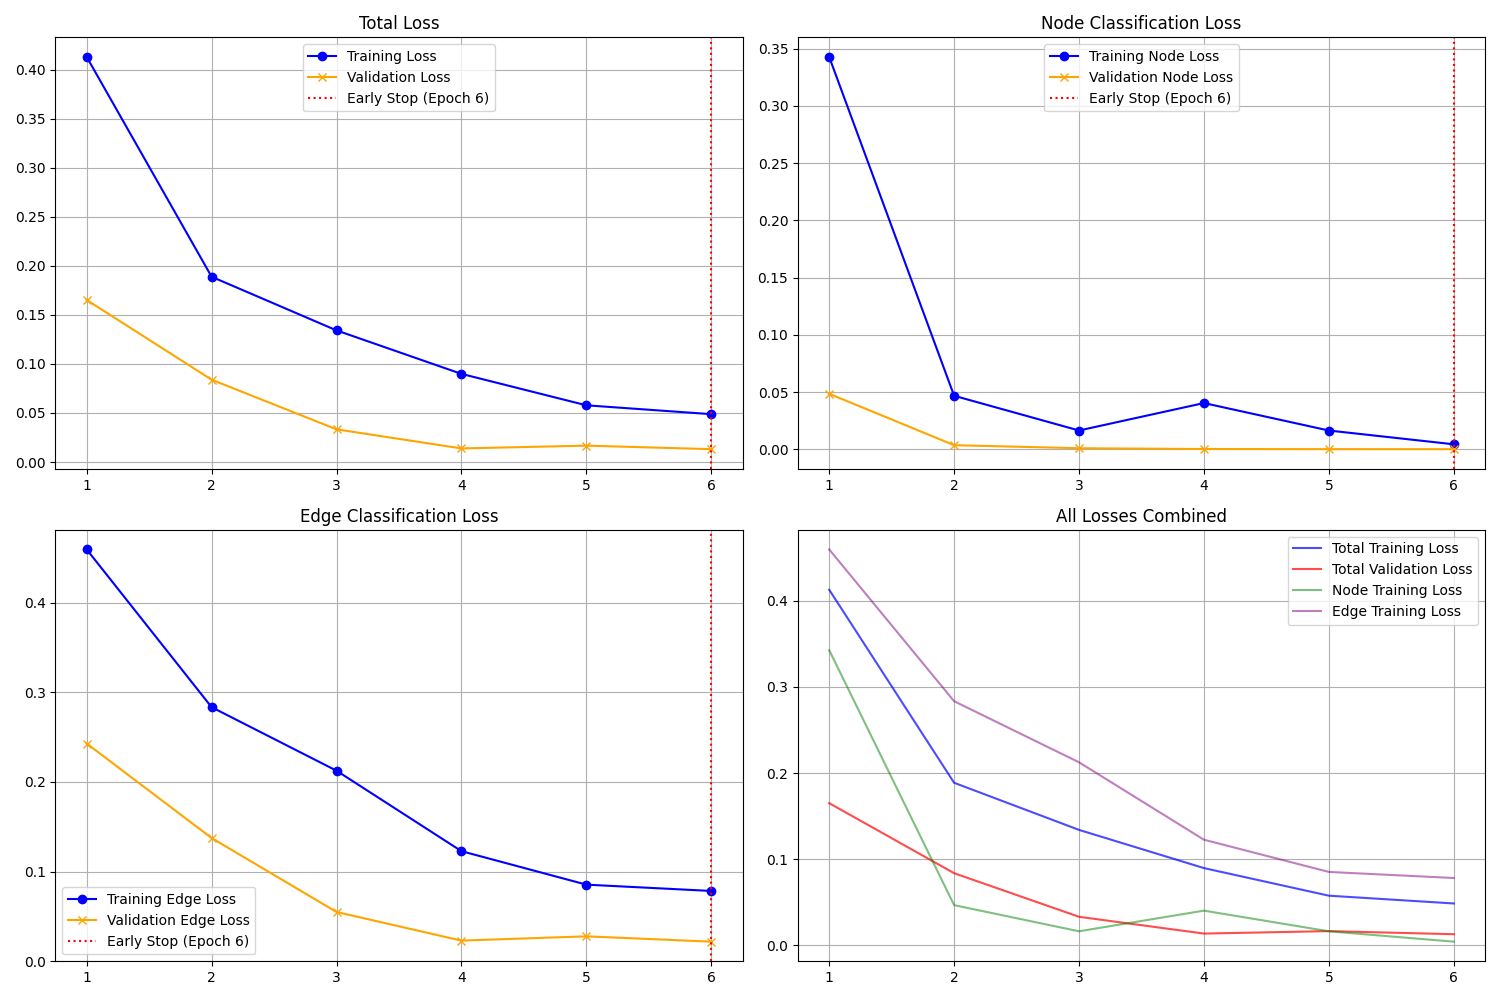 Total Loss
Training Loss
Validation Loss
Early Stop (Epoch 6)
0.40
0.35
0.30
0.25
0.20
0.15
0.10
0.05
0.00
1 2 3 4 5 6
Node Classification Loss
Training Node Loss
Validation Node Loss
Early Stop (Epoch 6)
0.35
0.30
0.25
0.20
0.15
0.10
0.05
0.00
1 2 3 4 5 6
Edge Classification Loss
0.4
0.3
0.2
0.1
0.0
Training Edge Loss
Validation Edge Loss
Early Stop (Epoch 6)
1 2 3 4 5 6
All Losses Combined
Total Training Loss
Total Validation Loss
Node Training Loss
Edge Training Loss
0.4
0.3
0.2
0.1
0.0
1 2 3 4 5 6